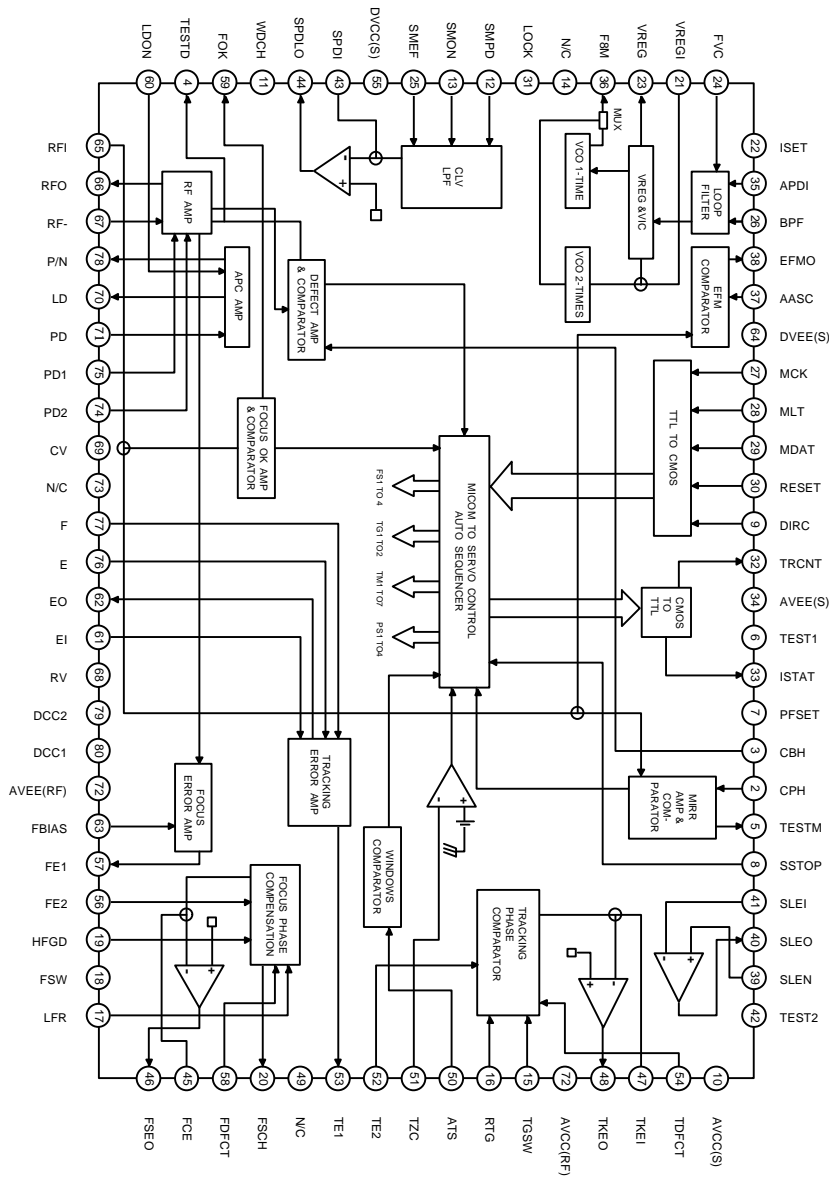 LDON
TESTD
FOK
WDCH
SPDLO
SPDI
DVCC(S)
SMEF
SMON
SMPD
LOCK
N/C
F8M
VREG
VREGI
FVC
60
4
59
11
44
43
55
25
13
12
31
14
36
23
21
24
RFI
RFO
RF-
P/N
LD
PD
PD1
PD2
CV
N/C
F
E
EO
EI
RV
DCC2
DCC1
AVEE(RF)
FBIAS
FE1
FE2
HFGD
FSW
LFR
65
66
67
78
70
71
75
74
69
73
77
76
62
61
68
79
80
72
63
57
56
19
18
17
22
35
26
38
37
64
27
28
29
30
9
32
34
6
33
7
3
2
5
8
41
40
39
42
ISET
APDI
BPF
EFMO
AASC
DVEE(S)
MCK
MLT
MDAT
RESET
DIRC
TRCNT
AVEE(S)
TEST1
ISTAT
PFSET
CBH
CPH
TESTM
SSTOP
SLEI
SLEO
SLEN
TEST2
RF AMP
APC AMP
DEFECT AMP
& COMPARATOR
FOCUS OK AMP
& COMPARATOR
-
+
CLV
LPF
MUX
VCO 1-TIME
VREG &VIC
VCO 2-TIMES
LOOP
FILTER
EFM
COMPARATOR
TTL TO CMOS
MICOM TO SERVO CONTROL
AUTO SEQUENCER
FS1 TO 4
TG1 TO2
TM1 TO7
PS1 TO4
CMOS
TO
TTL
MIRR
AMP &
COM-
PARATOR
TRACKING
ERROR AMP
FOCUS
ERROR AMP
FOCUS PHASE
COMPENSATION
WINDOWS
COMPARATOR
-
+
TRACKING
PHASE
COMPARATOR
-
+
+
-
-
+
46
45
58
20
49
53
52
51
50
16
15
72
48
47
54
10
FSEO
FCE
FDFCT
FSCH
N/C
TE1
TE2
TZC
ATS
RTG
TGSW
AVCC(RF)
TKEO
TKEI
TDFCT
AVCC(S)